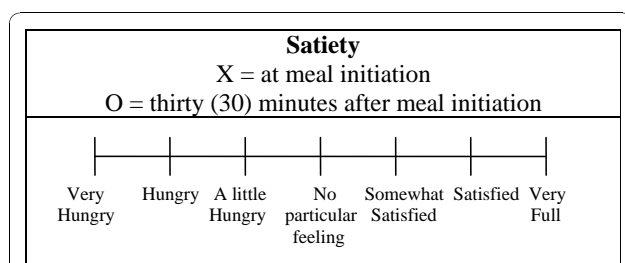 Satiety
X = at meal initiation
O = thirty (30) minutes after meal initiation
Very Hungry A little No Somewhat Satisfied Very
Hungry Hungry particular Satisfied Full
feeling